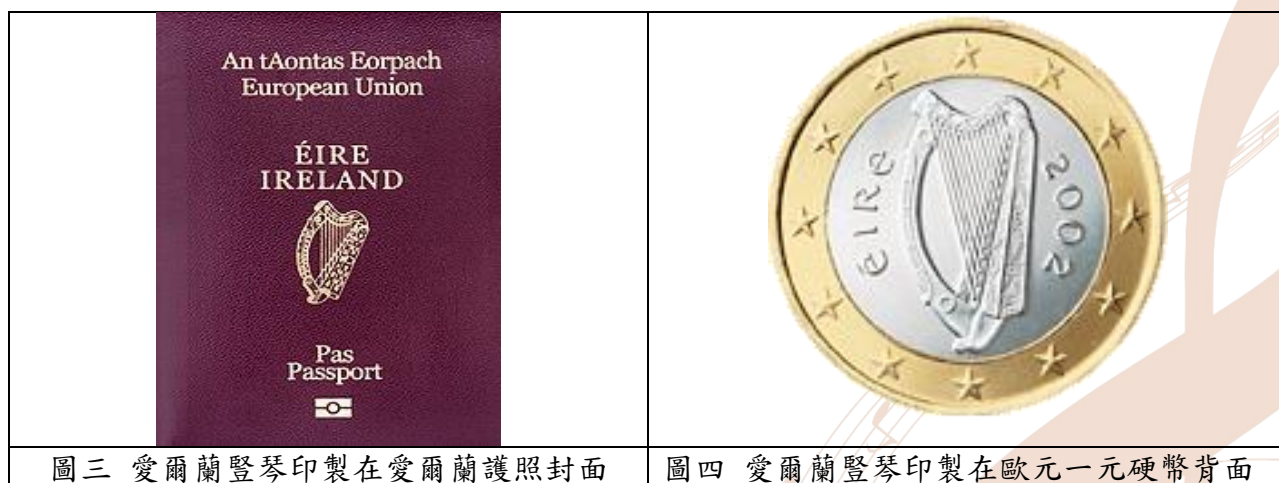 An tAontas Eorpach
European Union
ÉIRE
IRELAND
Pas
Passport
éIRe
2002
圖三 愛爾蘭豎琴印製在愛爾蘭護照封面
圖四 愛爾蘭豎琴印製在歐元一元硬幣背面